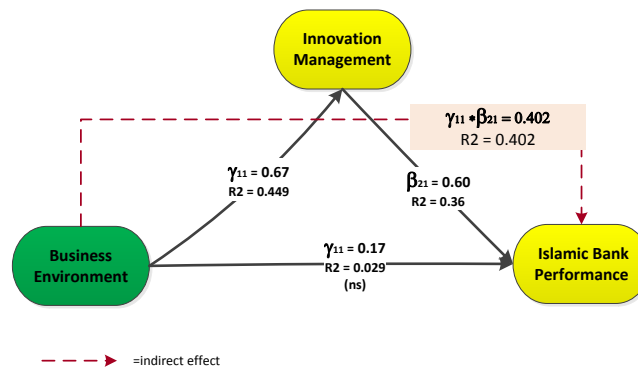 Innovation
Management
γ11 * β21 = 0.402
R2 = 0.402
γ11 = 0.67
R2 = 0.449
β21 = 0.60
R2 = 0.36
Business
Environment
γ11 = 0.17
R2 = 0.029
(ns)
Islamic Bank
Performance
=indirect effect